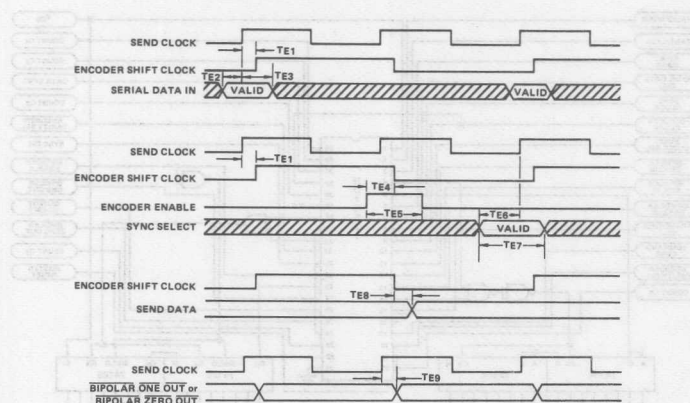 SEND CLOCK
TE1
ENCODER SHIFT CLOCK
TE2
TE3
SERIAL DATA IN
VALID
VALID
SEND CLOCK
TE1
ENCODER SHIFT CLOCK
TE4
ENCODER ENABLE
TE5
TE6
SYNC SELECT
VALID
TE7
ENCODER SHIFT CLOCK
TE8
SEND DATA
SEND CLOCK
TE9
BIPOLAR ONE OUT or
BIPOLAR ZERO OUT